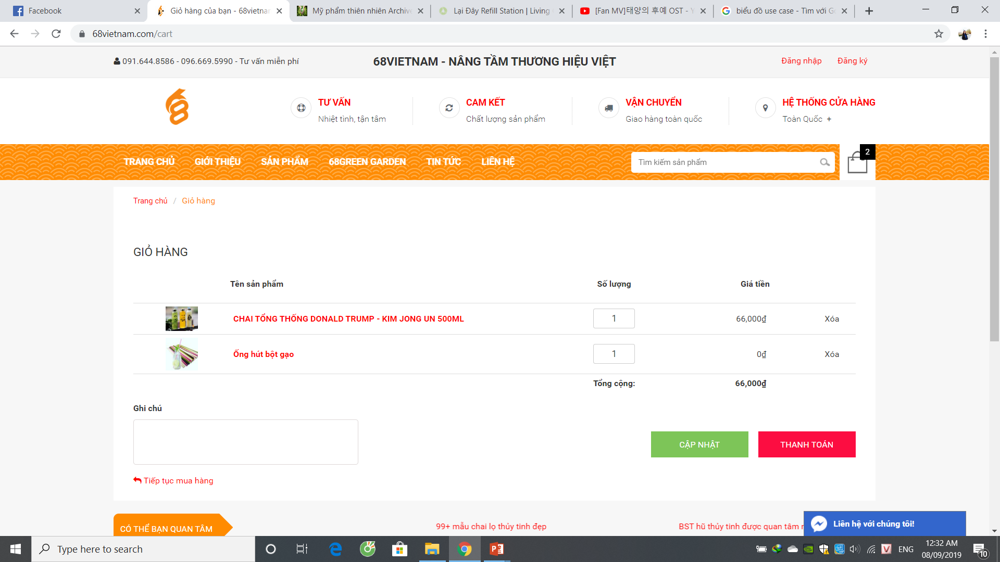 Facebook
Giỏ hàng của bạn - 68vietnam
Mỹ phẩm thiên nhiên Archive
Lại Đây Refill Station | Living
[Fan MV]태양의 후예 OST - Y
biểu đồ use case - Tìm với Go
68vietnam.com/cart
091.644.8586 - 096.669.5990 - Tư vấn miễn phí
68VIETNAM - NÂNG TẦM THƯƠNG HIỆU VIỆT
Đăng nhập
Đăng ký
TƯ VẤN
Nhiệt tình, tận tâm
CAM KẾT
Chất lượng sản phẩm
VẬN CHUYỂN
Giao hàng toàn quốc
HỆ THỐNG CỬA HÀNG
Toàn Quốc +
TRANG CHỦ
GIỚI THIỆU
SẢN PHẨM
68GREEN GARDEN
TIN TỨC
LIÊN HỆ
Tìm kiếm sản phẩm
2
Trang chủ / Giỏ hàng
GIỎ HÀNG
Tên sản phẩm
Số lượng
Giá tiền
CHAI TỔNG THỐNG DONALD TRUMP - KIM JONG UN 500ML
1
66,000₫
Xóa
Ống hút bột gạo
1
0₫
Xóa
Tổng cộng:
66,000₫
Ghi chú
CẬP NHẬT
THANH TOÁN
Tiếp tục mua hàng
CÓ THỂ BẠN QUAN TÂM
99+ mẫu chai lọ thủy tinh đẹp
BST hũ thủy tinh được quan tâm
Liên hệ với chúng tôi!
Type here to search
ENG
12:32 AM
08/09/2019
10